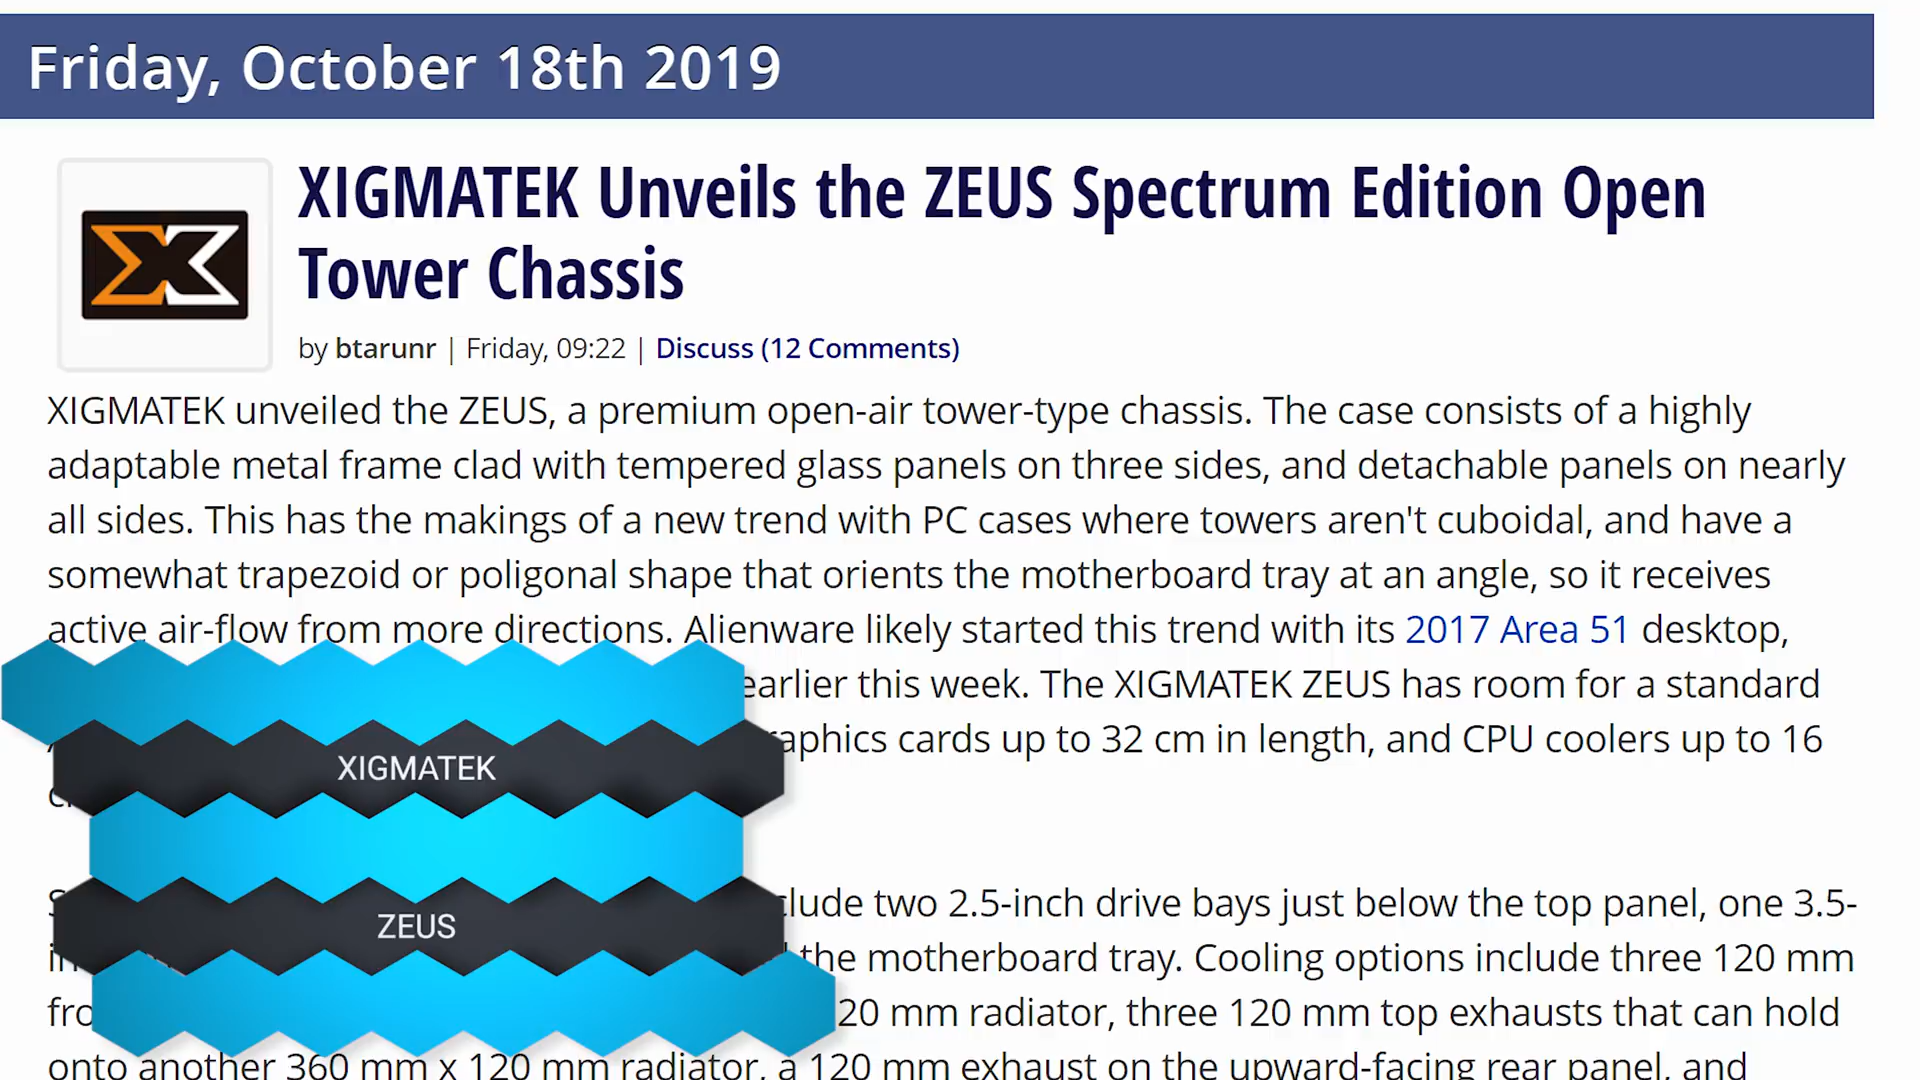 Friday, October 18th 2019
XIGMATEK Unveils the ZEUS Spectrum Edition Open
Tower Chassis
by btarunr | Friday, 09:22 | Discuss (12 Comments)
XIGMATEK unveiled the ZEUS, a premium open-air tower-type chassis. The case consists of a highly
adaptable metal frame clad with tempered glass panels on three sides, and detachable panels on nearly
all sides. This has the makings of a new trend with PC cases where towers aren't cuboidal, and have a
somewhat trapezoid or poligonal shape that orients the motherboard tray at an angle, so it receives
active air-flow from more directions. Alienware likely started this trend with its 2017 Area 51 desktop,
earlier this week. The XIGMATEK ZEUS has room for a standard
cards up to 32 cm in length, and CPU coolers up to 16
XIGMATEK
ZEUS
two 2.5-inch drive bays just below the top panel, one 3.5-
the motherboard tray. Cooling options include three 120 mm
mm radiator, three 120 mm top exhausts that can hold
onto another 360 mm x 120 mm radiator, a 120 mm exhaust on the upward-facing rear panel, and